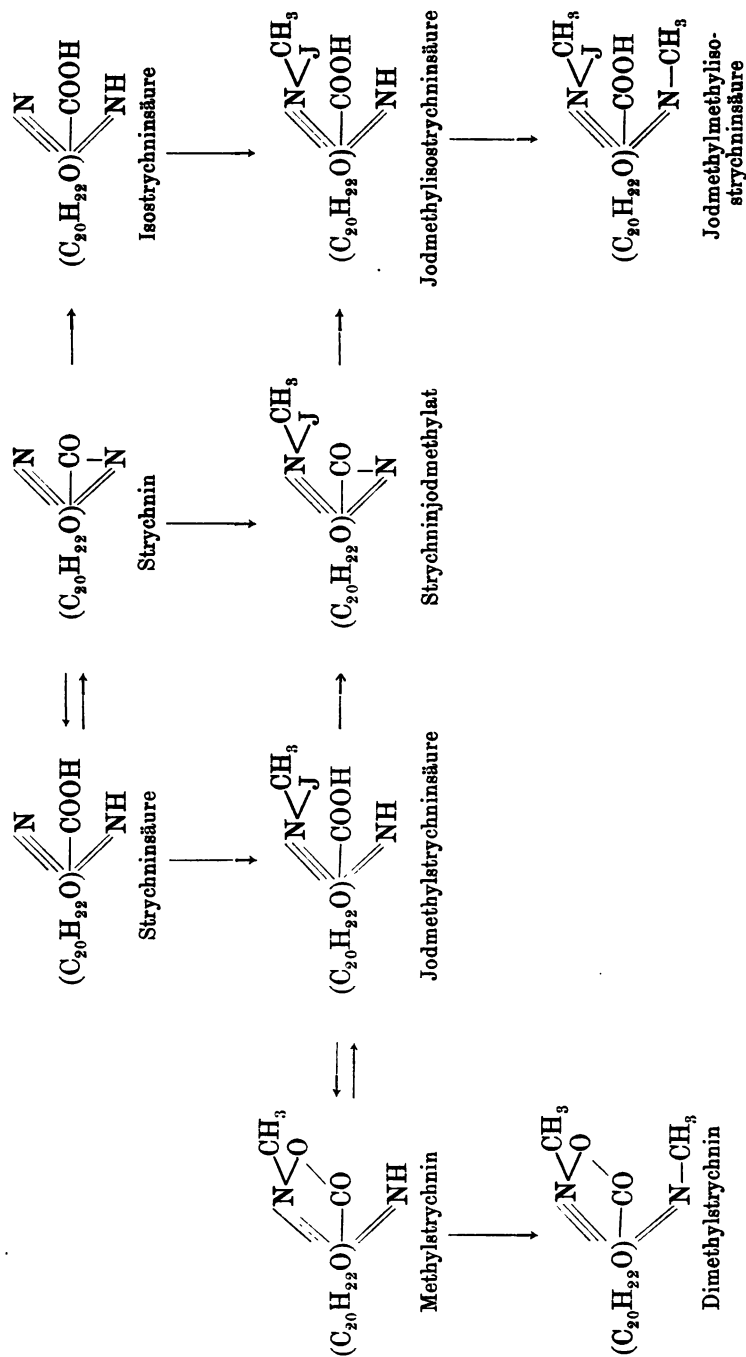 N
(C₂₀H₂₂O)—COOH
NH
Strychninsäure
N
(C₂₀H₂₂O)—CO
N
Strychnin
N
(C₂₀H₂₂O)—COOH
NH
Isostrychninsäure
CH₃
N
O
(C₂₀H₂₂O)—CO
NH
Methylstrychnin
CH₃
N
J
(C₂₀H₂₂O)—COOH
NH
Jodmethylstrychninsäure
CH₃
N
J
(C₂₀H₂₂O)—CO
N
Strychninjodmethylat
CH₃
N
J
(C₂₀H₂₂O)—COOH
NH
Jodmethylisostrychninsäure
CH₃
N
O
(C₂₀H₂₂O)—CO
N—CH₃
Dimethylstrychnin
CH₃
N
J
(C₂₀H₂₂O)—COOH
N—CH₃
Jodmethylmethyliso-
strychninsäure